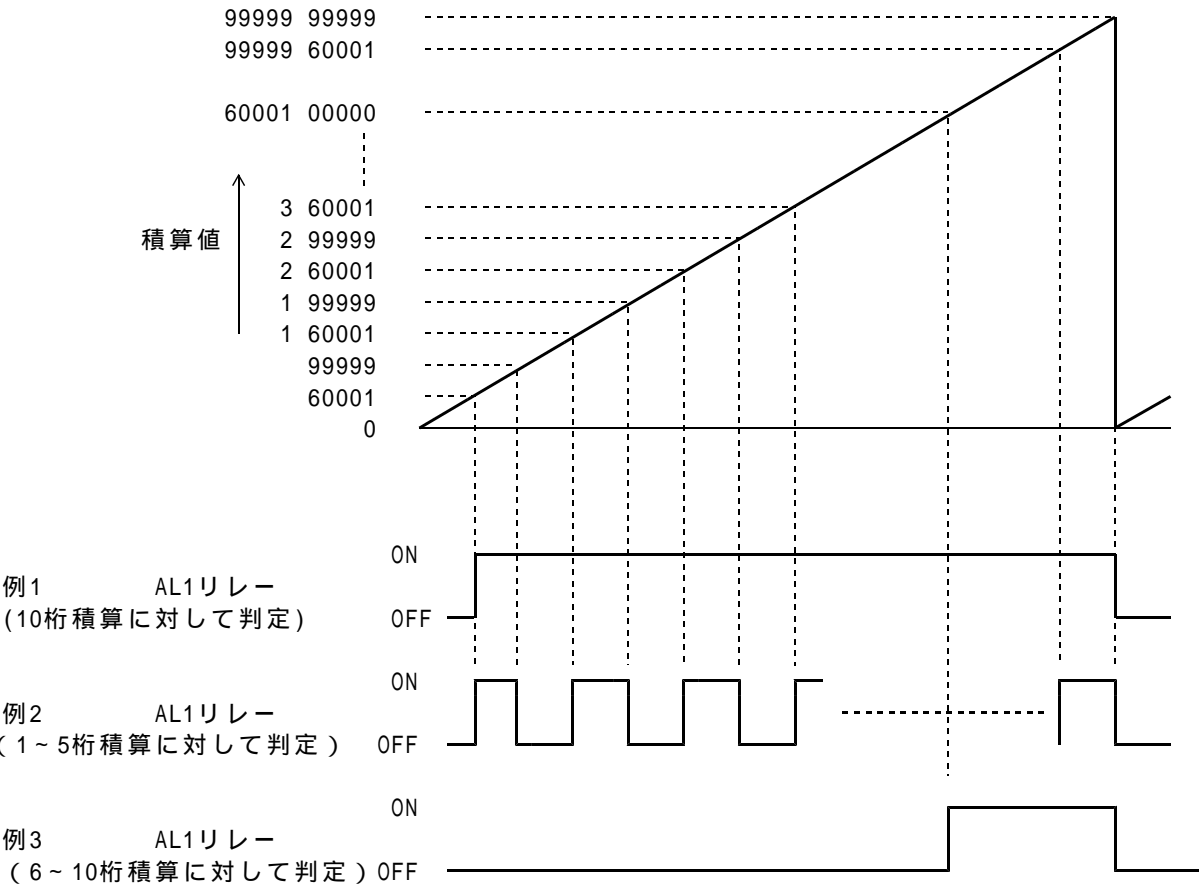 99999 99999
99999 60001
60001 00000
3 60001
積算値
2 99999
2 60001
1 99999
1 60001
99999
60001
0
ON
例1 AL1リレー
(10桁積算に対して判定)
OFF
ON
例2 AL1リレー
(1~5桁積算に対して判定)
OFF
ON
例3 AL1リレー
(6~10桁積算に対して判定)
OFF